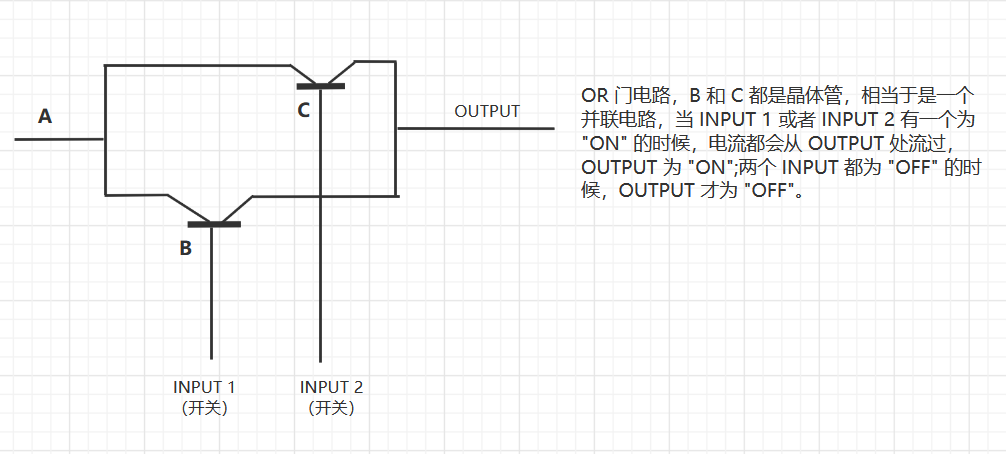 A
C
OUTPUT
B
INPUT 1
(开关)
INPUT 2
(开关)
OR 门电路，B 和 C 都是晶体管，相当于是一个
并联电路，当 INPUT 1 或者 INPUT 2 有一个为
"ON" 的时候，电流都会从 OUTPUT 处流过，
OUTPUT 为 "ON";两个 INPUT 都为 "OFF" 的时
候，OUTPUT 才为 "OFF"。